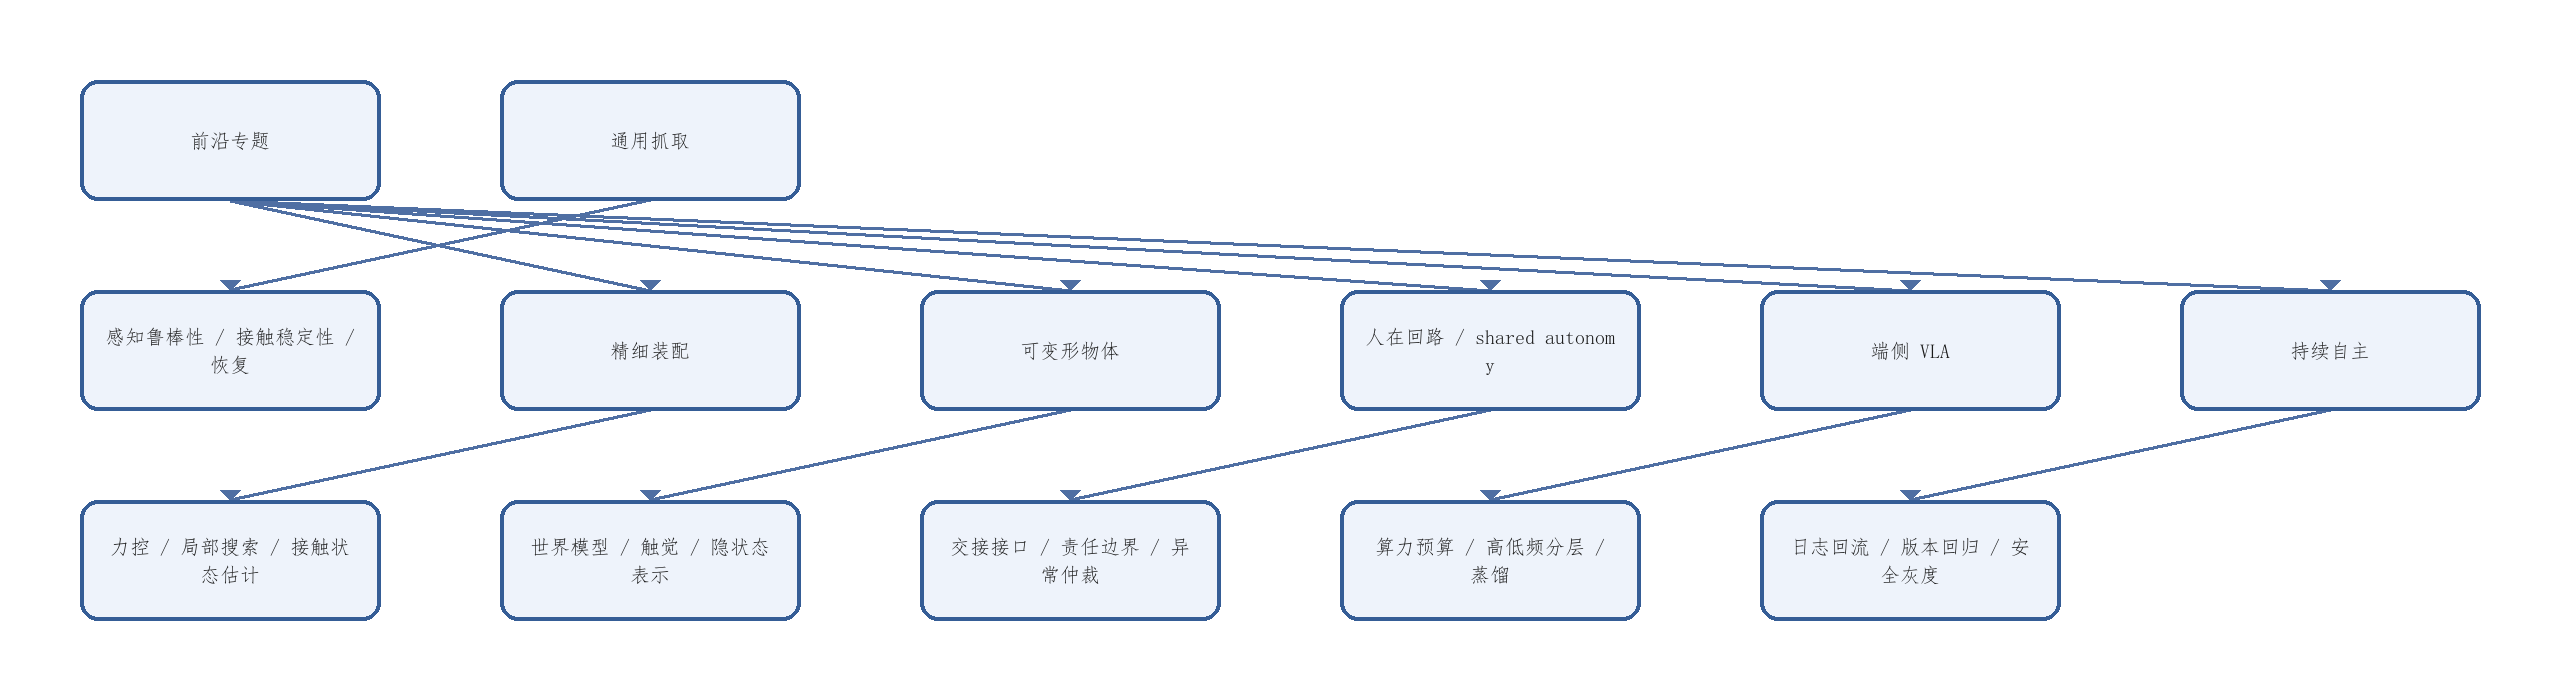 前沿专题
通用抓取
感知鲁棒性 / 接触稳定性 /
恢复
精细装配
可变形物体
人在回路 / shared autonom
y
端侧 VLA
持续自主
力控 / 局部搜索 / 接触状
态估计
世界模型 / 触觉 / 隐状态
表示
交接接口 / 责任边界 / 异
常仲裁
算力预算 / 高低频分层 /
蒸馏
日志回流 / 版本回归 / 安
全灰度